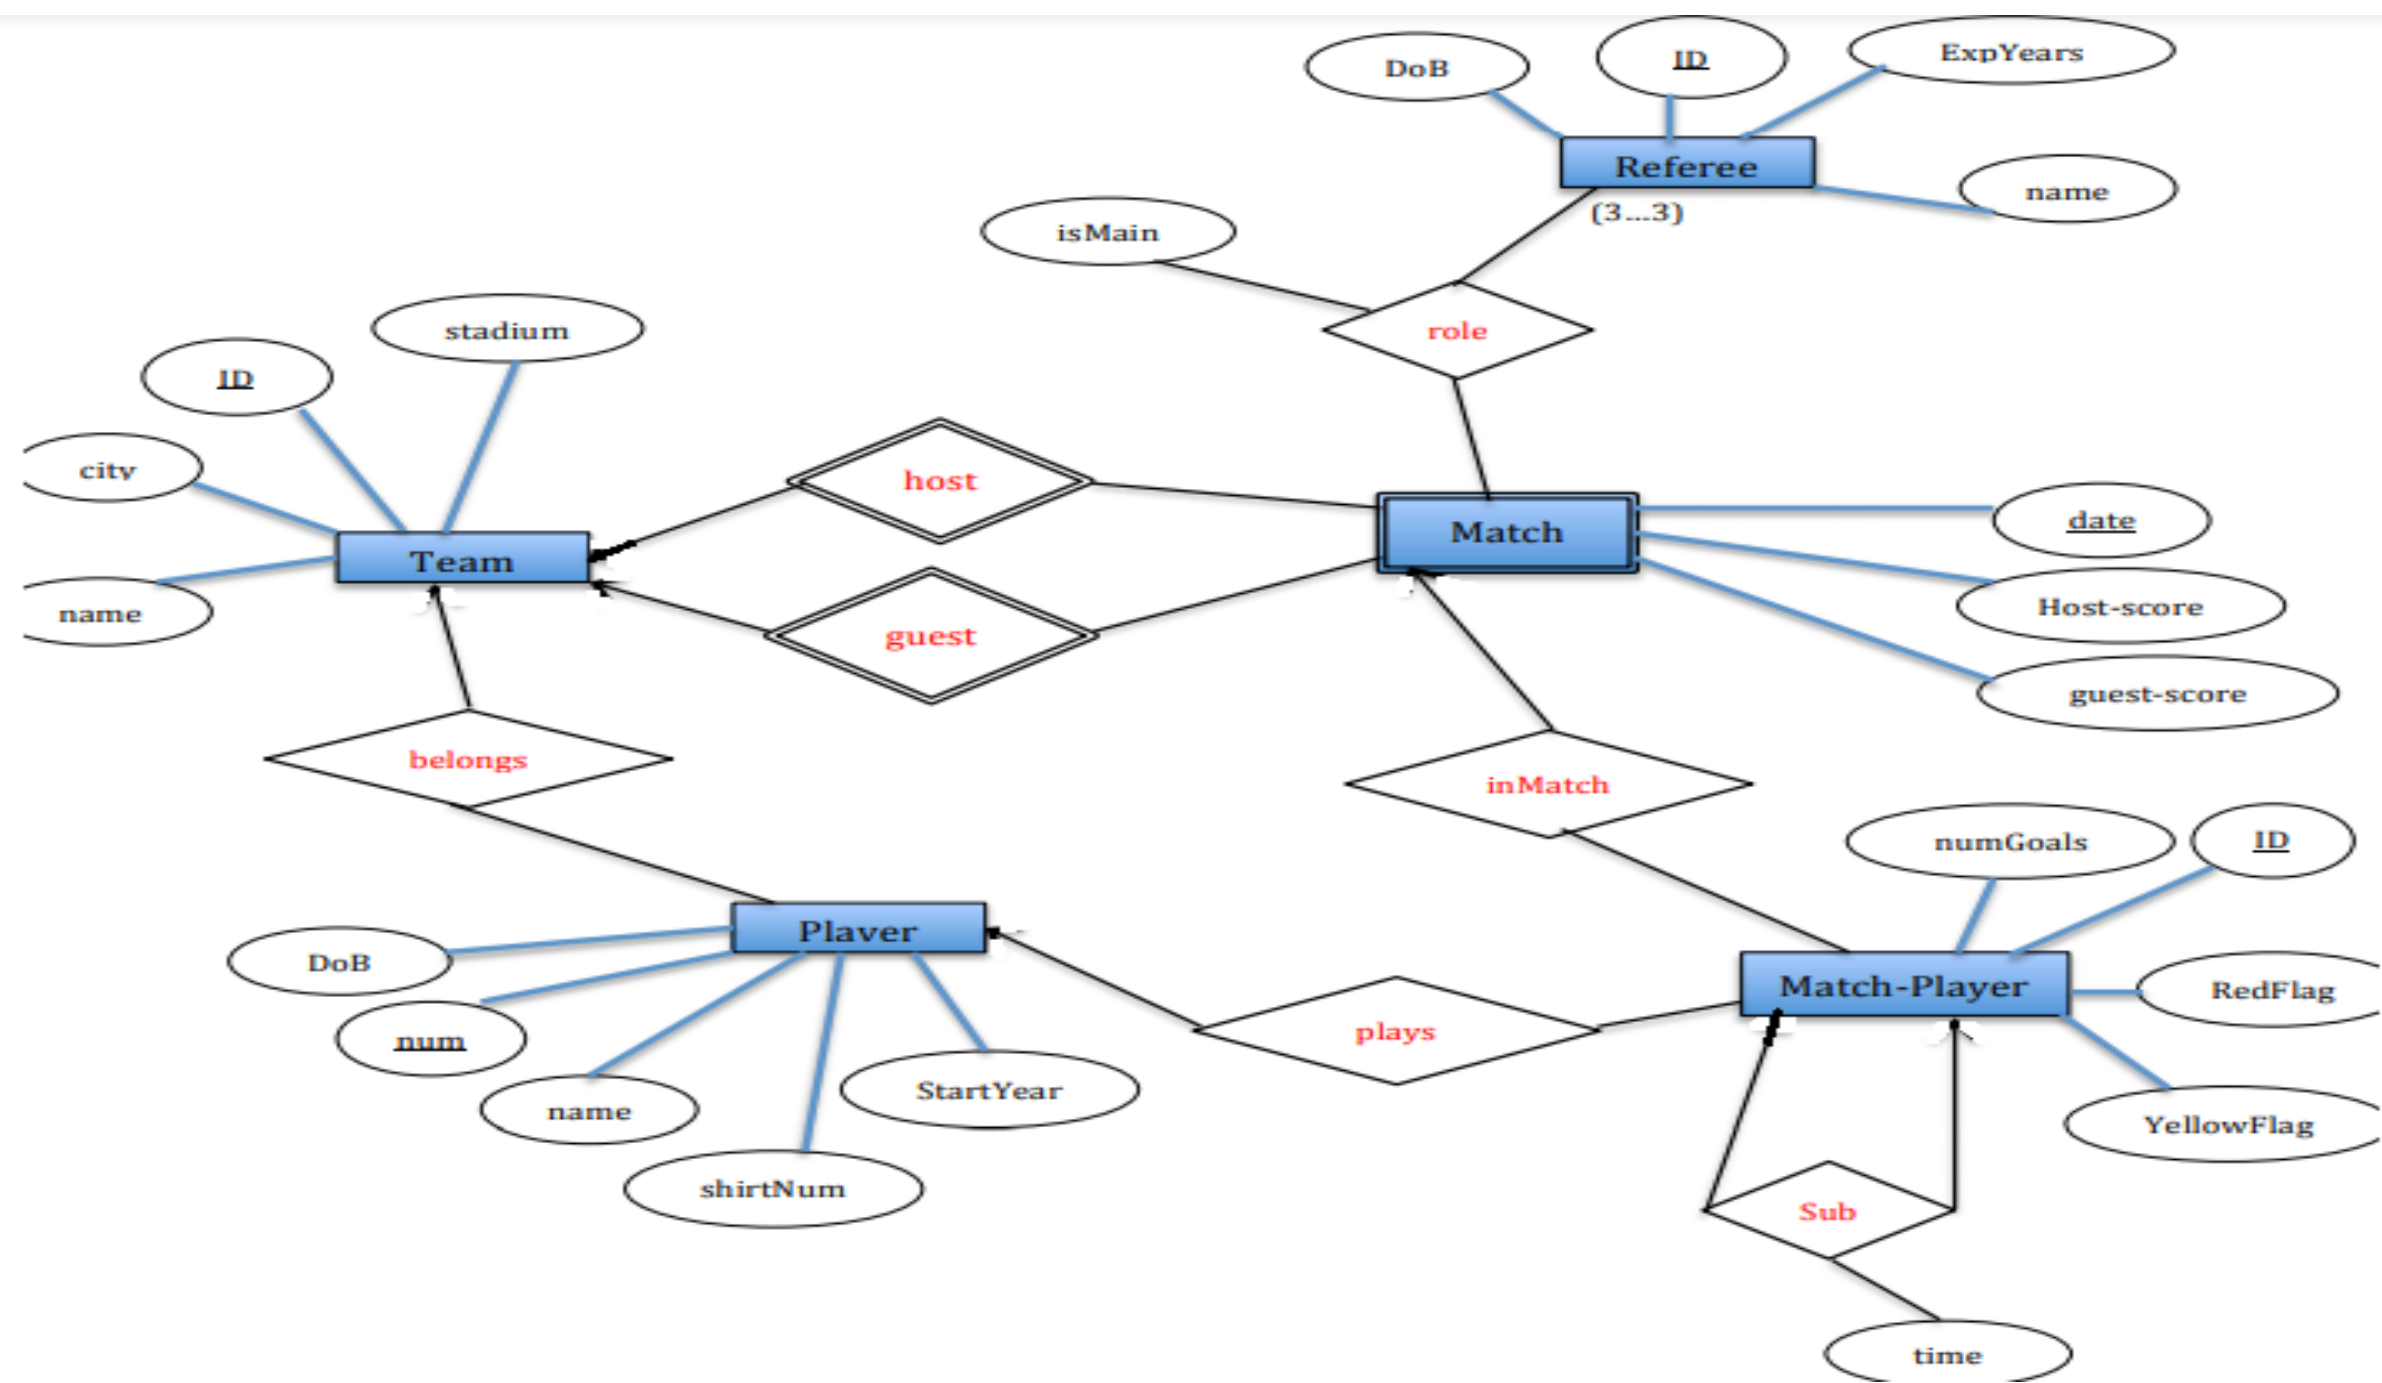 DoB
ID
ExpYears
Referee
name
(3...3)
isMain
role
stadium
ID
city
name
Team
host
guest
Match
date
Host-score
guest-score
belongs
inMatch
numGoals
ID
Player
DoB
num
name
StartYear
shirtNum
plays
Match-Player
RedFlag
YellowFlag
Sub
time